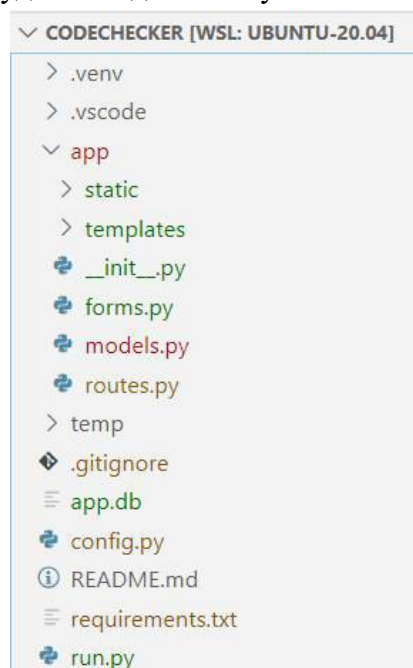 CODECHECKER [WSL: UBUNTU-20.04]
.venv
.vscode
app
static
templates
__init__.py
forms.py
models.py
routes.py
temp
.gitignore
app.db
config.py
README.md
requirements.txt
run.py